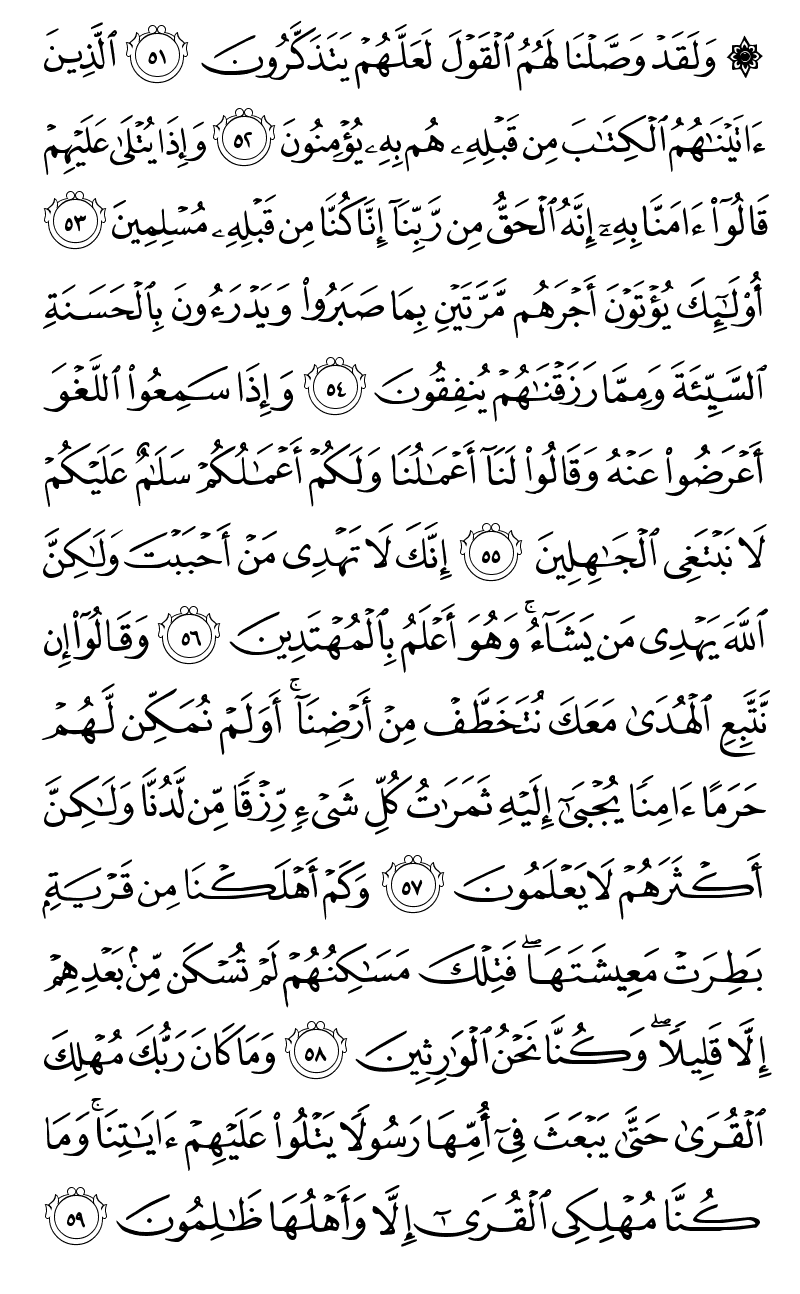 ۞ وَلَقَدۡ وَصَّلۡنَا لَهُمُ ٱلۡقَوۡلَ لَعَلَّهُمۡ يَتَذَكَّرُونَ ٥١ ٱلَّذِينَ
ءَاتَيۡنَٰهُمُ ٱلۡكِتَٰبَ مِن قَبۡلِهِۦ هُم بِهِۦ يُؤۡمِنُونَ ٥٢ وَإِذَا يُتۡلَىٰ عَلَيۡهِمۡ
قَالُوٓاْ ءَامَنَّا بِهِۦٓ إِنَّهُ ٱلۡحَقُّ مِن رَّبِّنَآ إِنَّا كُنَّا مِن قَبۡلِهِۦ مُسۡلِمِينَ ٥٣
أُوْلَٰٓئِكَ يُؤۡتَوۡنَ أَجۡرَهُم مَّرَّتَيۡنِ بِمَا صَبَرُواْ وَيَدۡرَءُونَ بِٱلۡحَسَنَةِ
ٱلسَّيِّئَةَ وَمِمَّا رَزَقۡنَٰهُمۡ يُنفِقُونَ ٥٤ وَإِذَا سَمِعُواْ ٱللَّغۡوَ
أَعۡرَضُواْ عَنۡهُ وَقَالُواْ لَنَآ أَعۡمَٰلُنَا وَلَكُمۡ أَعۡمَٰلُكُمۡ سَلَٰمٌ عَلَيۡكُمۡ
لَا نَبۡتَغِي ٱلۡجَٰهِلِينَ ٥٥ إِنَّكَ لَا تَهۡدِي مَنۡ أَحۡبَبۡتَ وَلَٰكِنَّ
ٱللَّهَ يَهۡدِي مَن يَشَآءُۚ وَهُوَ أَعۡلَمُ بِٱلۡمُهۡتَدِينَ ٥٦ وَقَالُوٓاْ إِن
نَّتَّبِعِ ٱلۡهُدَىٰ مَعَكَ نُتَخَطَّفۡ مِنۡ أَرۡضِنَآۚ أَوَلَمۡ نُمَكِّن لَّهُمۡ
حَرَمًا ءَامِنٗا يُجۡبَىٰٓ إِلَيۡهِ ثَمَرَٰتُ كُلِّ شَيۡءٖ رِّزۡقٗا مِّن لَّدُنَّا وَلَٰكِنَّ
أَكۡثَرَهُمۡ لَا يَعۡلَمُونَ ٥٧ وَكَمۡ أَهۡلَكۡنَا مِن قَرۡيَةِۭ
بَطِرَتۡ مَعِيشَتَهَاۖ فَتِلۡكَ مَسَٰكِنُهُمۡ لَمۡ تُسۡكَن مِّنۢ بَعۡدِهِمۡ
إِلَّا قَلِيلٗاۖ وَكُنَّا نَحۡنُ ٱلۡوَٰرِثِينَ ٥٨ وَمَا كَانَ رَبُّكَ مُهۡلِكَ
ٱلۡقُرَىٰ حَتَّىٰ يَبۡعَثَ فِيٓ أُمِّهَا رَسُولٗا يَتۡلُواْ عَلَيۡهِمۡ ءَايَٰتِنَاۚ وَمَا
كُنَّا مُهۡلِكِي ٱلۡقُرَىٰٓ إِلَّا وَأَهۡلُهَا ظَٰلِمُونَ ٥٩